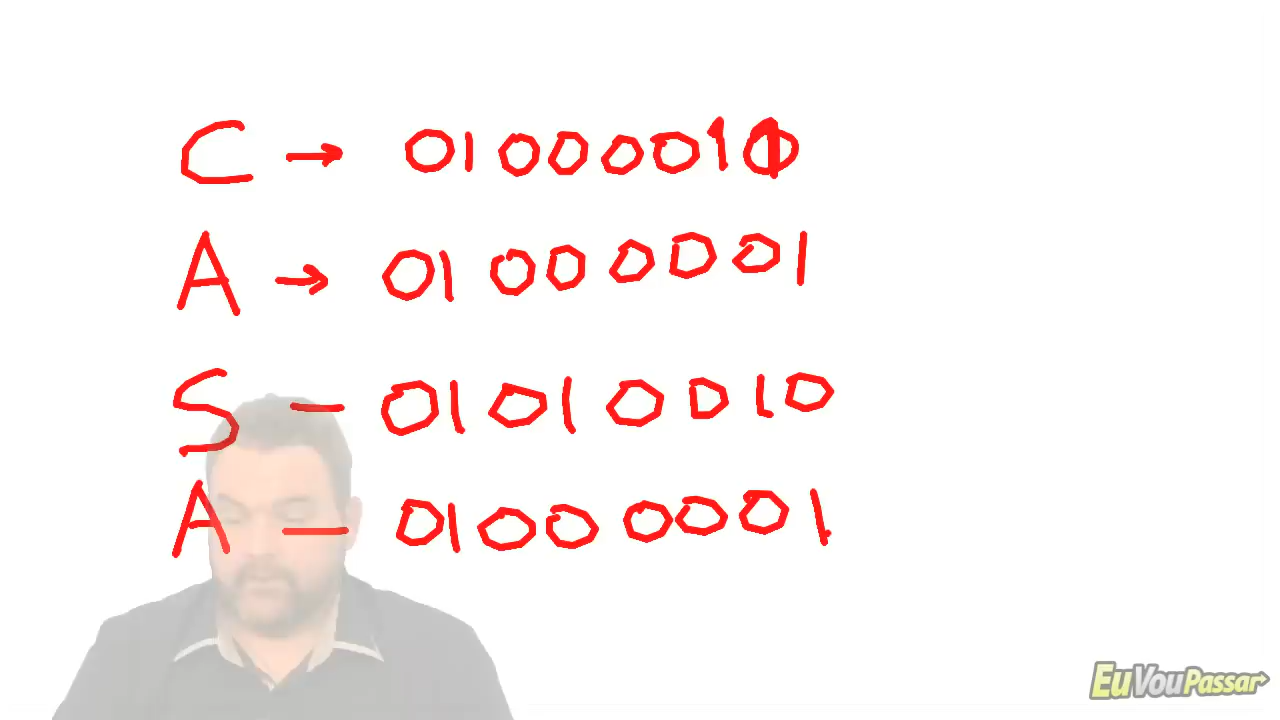 C → 01000011
A → 01000001
S — 01010010
A — 01000001
EuVouPassar